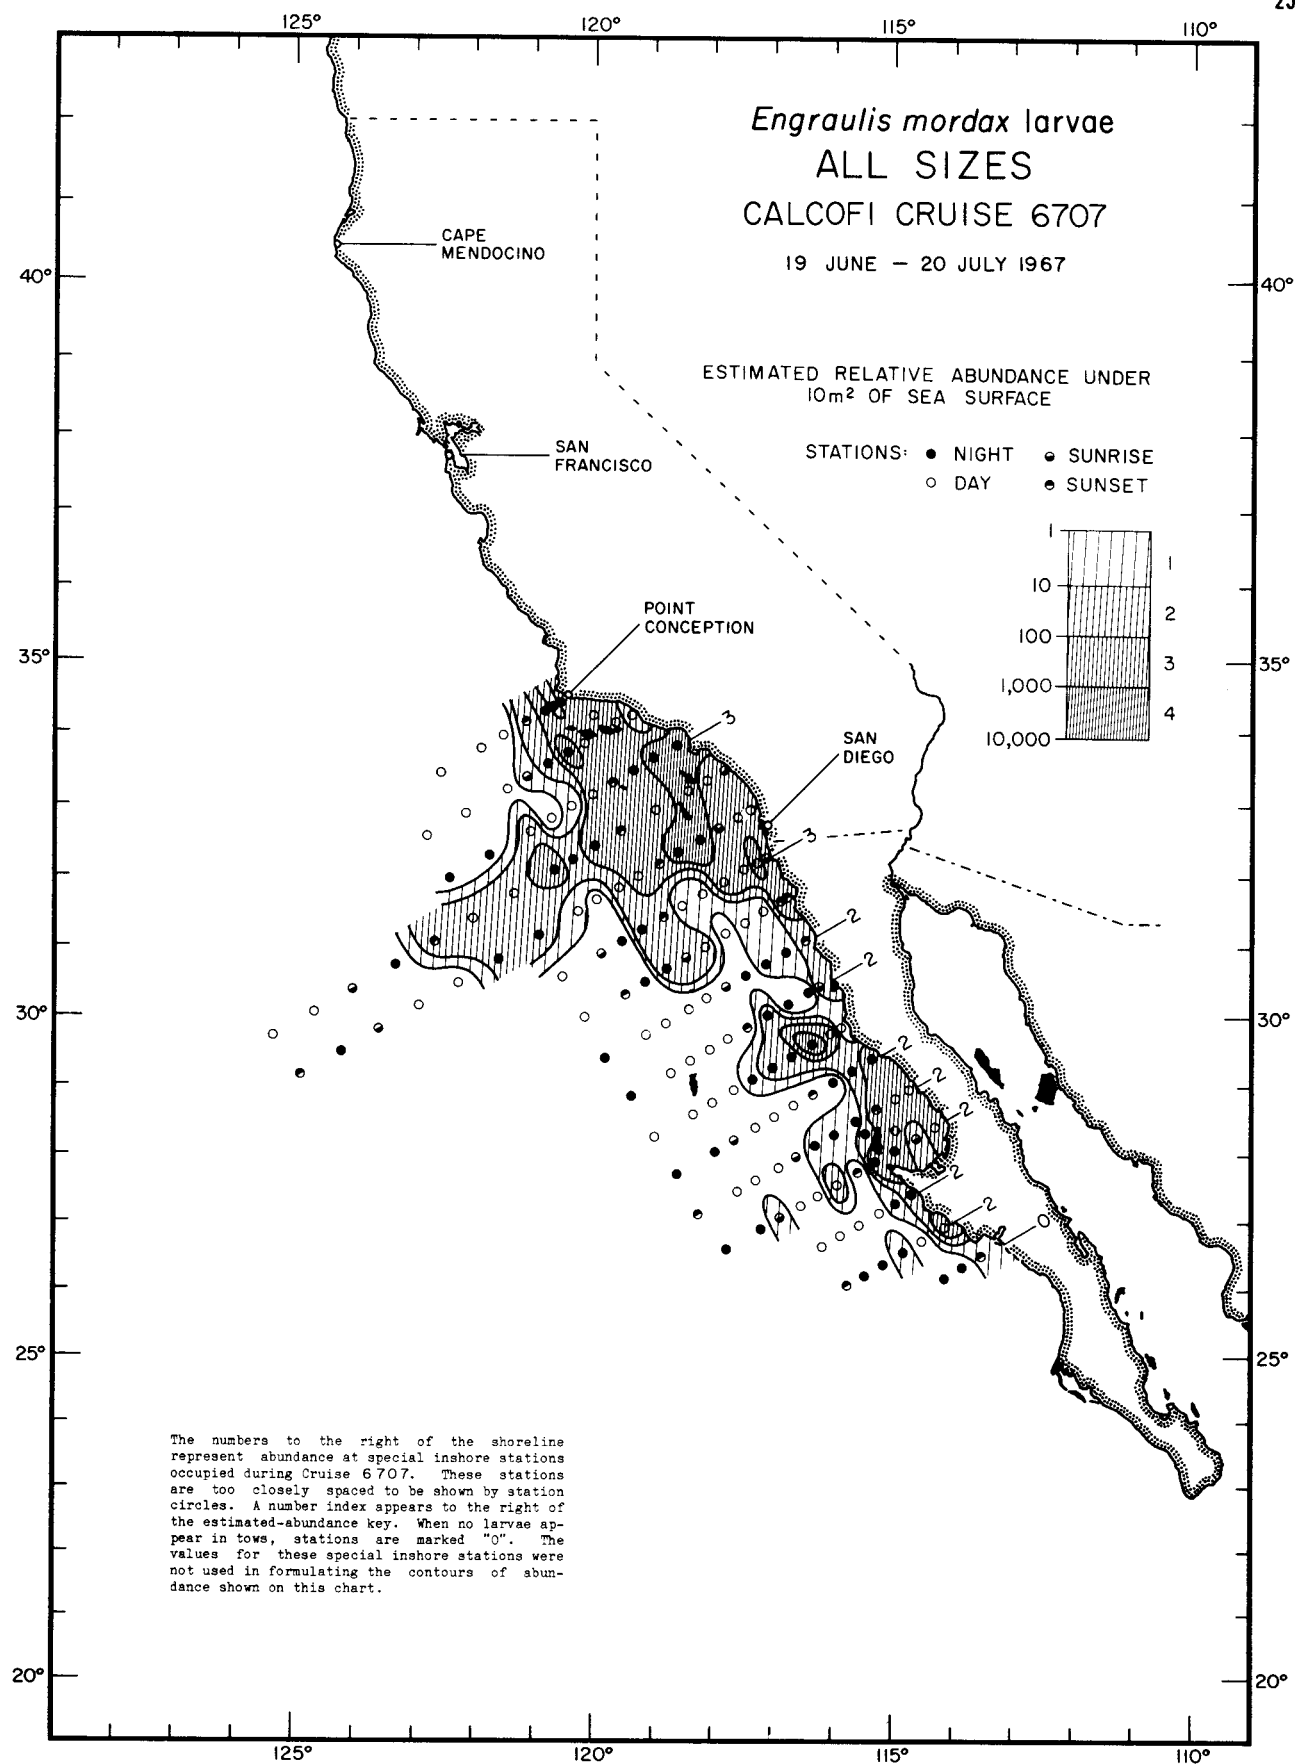 125°
120°
115°
110°
Engraulis mordax larvae
ALL SIZES
CALCOFI CRUISE 6707
19 JUNE – 20 JULY 1967
CAPE
MENDOCINO
40°
40°
ESTIMATED RELATIVE ABUNDANCE UNDER
10m² OF SEA SURFACE
STATIONS: ● NIGHT ◒ SUNRISE
○ DAY ◓ SUNSET
SAN
FRANCISCO
1
1
10
2
100
3
1,000
4
10,000
POINT
CONCEPTION
35°
35°
3
SAN
DIEGO
3
2
2
30°
30°
2
2
2
2
2
0
25°
25°
The numbers to the right of the shoreline
represent abundance at special inshore stations
occupied during Cruise 6707. These stations
are too closely spaced to be shown by station
circles. A number index appears to the right of
the estimated-abundance key. When no larvae ap-
pear in tows, stations are marked "0". The
values for these special inshore stations were
not used in formulating the contours of abun-
dance shown on this chart.
20°
20°
125°
120°
115°
110°